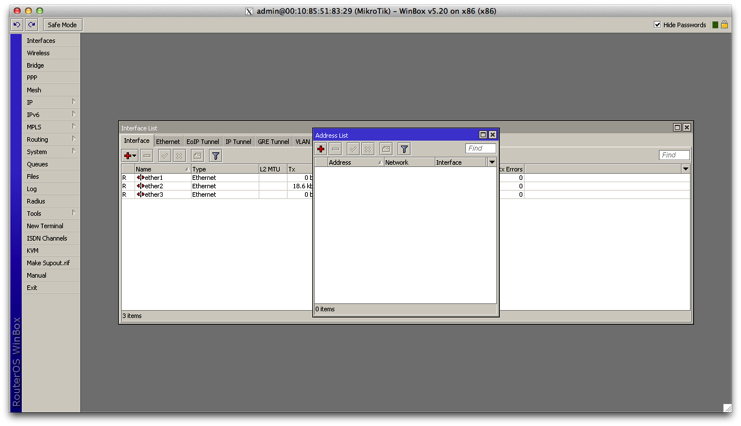 admin@00:10:B5:51:83:29 (MikroTik) – WinBox v5.20 on x86 (x86)
Safe Mode
Hide Passwords
Interfaces
Wireless
Bridge
PPP
Mesh
IP
IPv6
MPLS
Routing
System
Queues
Files
Log
Radius
Tools
New Terminal
ISDN Channels
KVM
Make Supout.rif
Manual
Exit
RouterOS WinBox
Interface List
Interface Ethernet EoIP Tunnel IP Tunnel GRE Tunnel VLAN
Find
Name Type L2 MTU Tx
R ether1 Ethernet 0 b
R ether2 Ethernet 18.6 kb
R ether3 Ethernet 0 b
Errors
0
0
0
3 items
Address List
Find
Address Network Interface
0 items